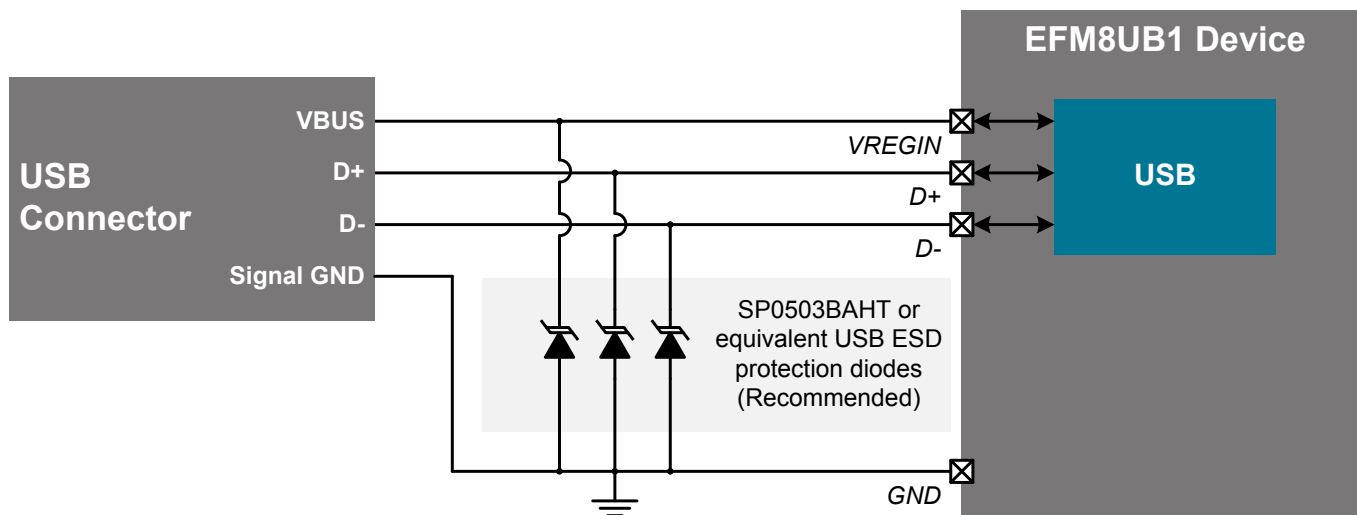 EFM8UB1 Device
USB
Connector
VBUS
D+
D-
Signal GND
VREGIN
D+
D-
USB
SP0503BAHT or
equivalent USB ESD
protection diodes
(Recommended)
GND